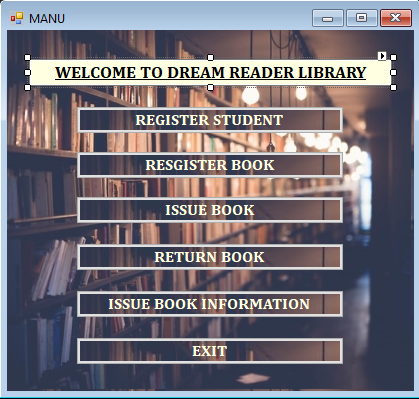 MANU
WELCOME TO DREAM READER LIBRARY
REGISTER STUDENT
RESGISTER BOOK
ISSUE BOOK
RETURN BOOK
ISSUE BOOK INFORMATION
EXIT